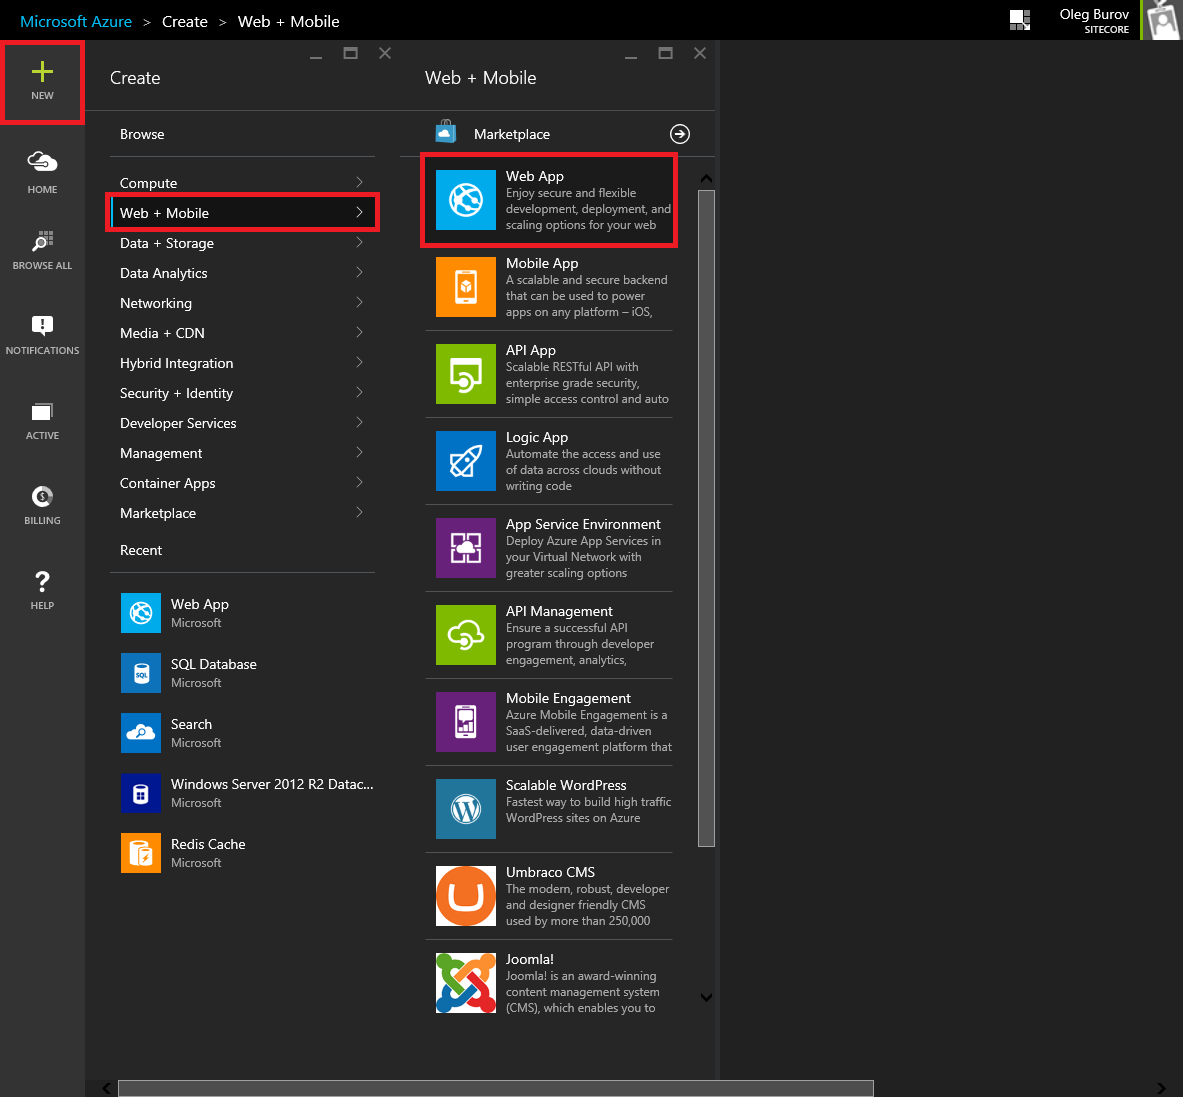 Microsoft Azure > Create > Web + Mobile
Oleg Burov
SITECORE
NEW
HOME
BROWSE ALL
NOTIFICATIONS
ACTIVE
BILLING
HELP
Create
Browse
Compute
Web + Mobile
Data + Storage
Data Analytics
Networking
Media + CDN
Hybrid Integration
Security + Identity
Developer Services
Management
Container Apps
Marketplace
Recent
Web App
Microsoft
SQL
SQL Database
Microsoft
Search
Microsoft
Windows Server 2012 R2 Datac...
Microsoft
Redis Cache
Microsoft
Web + Mobile
Marketplace
Web App
Enjoy secure and flexible
development, deployment, and
scaling options for your web
Mobile App
A scalable and secure backend
that can be used to power
apps on any platform – iOS,
API App
Scalable RESTful API with
enterprise grade security,
simple access control and auto
Logic App
Automate the access and use
of data across clouds without
writing code
App Service Environment
Deploy Azure App Services in
your Virtual Network with
greater scaling options
API Management
Ensure a successful API
program through developer
engagement, analytics,
Mobile Engagement
Azure Mobile Engagement is a
SaaS-delivered, data-driven
user engagement platform that
Scalable WordPress
Fastest way to build high traffic
WordPress sites on Azure
Umbraco CMS
The modern, robust, developer
and designer friendly CMS
used by more than 250,000
Joomla!
Joomla! is an award-winning
content management system
(CMS), which enables you to